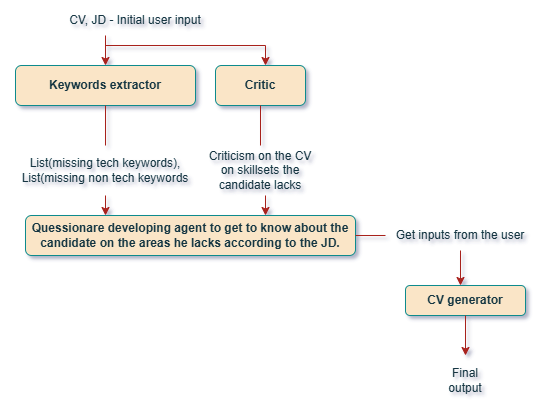 CV, JD - Initial user input
Keywords extractor
Critic
List(missing tech keywords),
List(missing non tech keywords
Criticism on the CV
on skillsets the
candidate lacks
Questionare developing agent to get to know about the
candidate on the areas he lacks according to the JD.
Get inputs from the user
CV generator
Final
output